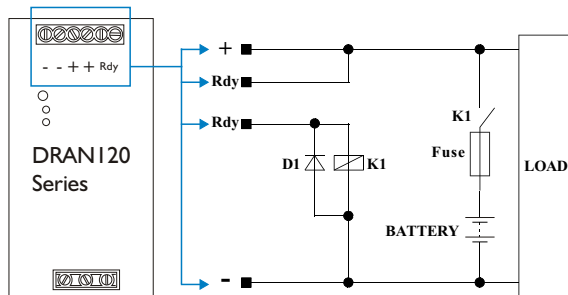 - - + + Rdy
DRAN120
Series
+
Rdy
Rdy
-
D1
K1
K1
Fuse
BATTERY
LOAD